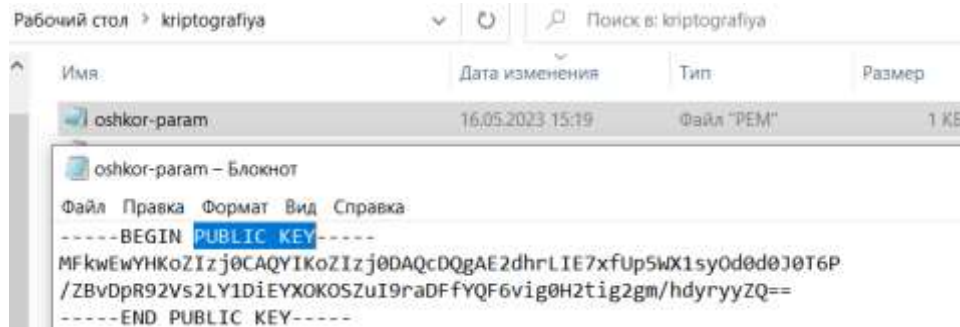 Рабочий стол > kriptografiya
Поиск в: kriptografiya
Имя Дата изменения Тип Размер
oshkor-param 16.05.2023 15:19 Файл "PEM" 1 КБ
oshkor-param – Блокнот
Файл Правка Формат Вид Справка
-----BEGIN PUBLIC KEY-----
MFkwEwYHKoZIzj0CAQYIKoZIzj0DAQcDQgAE2dhrLIE7xfUp5WX1syOd0d0J0T6P
/ZBvDpR92Vs2LY1DiEYXOKOSZuI9raDFfYQF6vig0H2tig2gm/hdyryyZQ==
-----END PUBLIC KEY-----